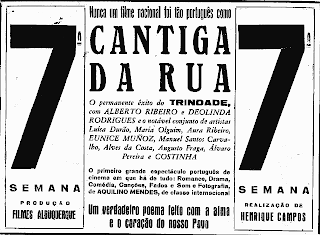 Nunca um filme nacional foi tão português como
7ª
CANTIGA
DA RUA
O permanente êxito do TRINDADE,
com ALBERTO RIBEIRO e DEOLINDA
RODRIGUES e o notável conjunto de artistas
Luísa Durão, Maria Olguim, Aura Ribeiro,
EUNICE MUÑOZ, Manuel Santos Carva-
lho, Alves da Costa, Augusto Fraga, Álvaro
Pereira e COSTINHA
O primeiro grande espectáculo português de
cinema em que há de tudo: Romance, Drama,
Comédia, Canções, Fados e Som e Fotografia,
de AQUILINO MENDES, de classe internacional
Um verdadeiro poema feito com a alma
e o coração do nosso Povo
SEMANA
PRODUÇÃO
FILMES ALBUQUERQUE
7ª
SEMANA
REALIZAÇÃO DE
HENRIQUE CAMPOS